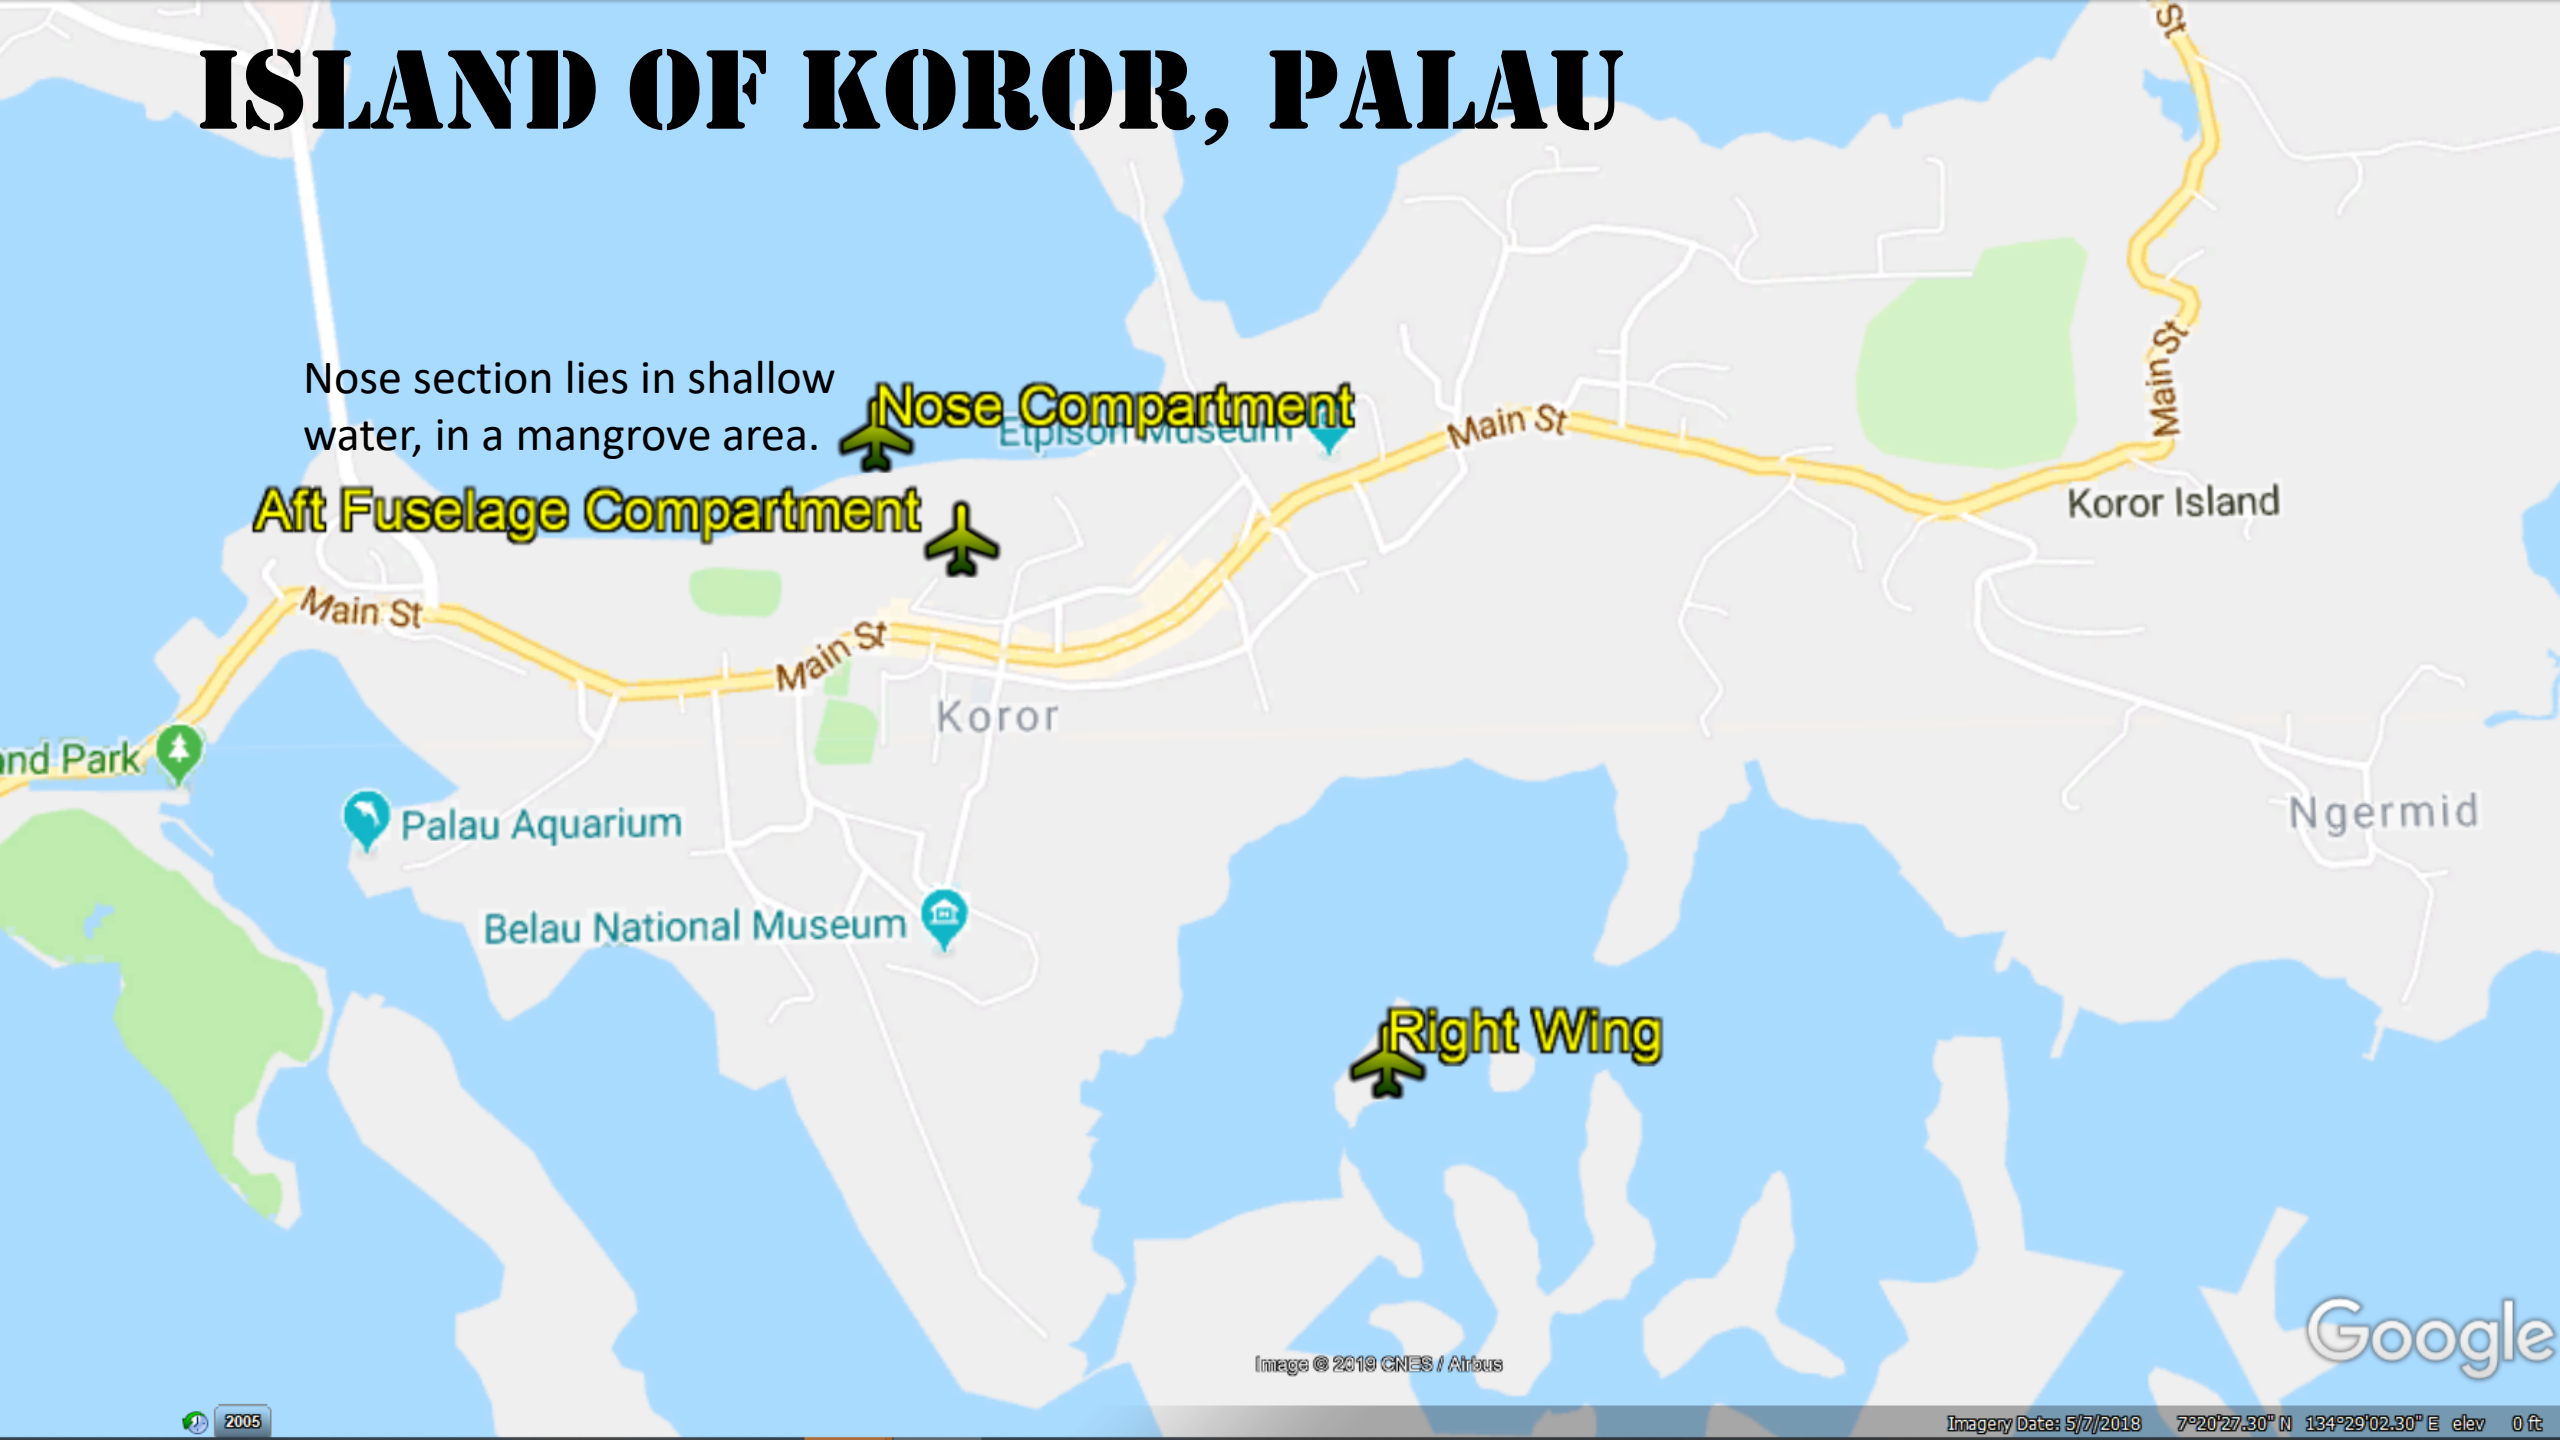 ISLAND OF KOROR, PALAU
St
Nose section lies in shallow
water, in a mangrove area.
Nose Compartment
Etpison Museum
Main St
Main St
Aft Fuselage Compartment
Koror Island
Main St
Main St
Koror
nd Park
Palau Aquarium
Ngermid
Belau National Museum
Right Wing
Google
Image © 2019 CNES / Airbus
2005
Imagery Date: 5/7/2018 7°20'27.30" N 134°29'02.30" E elev 0 ft